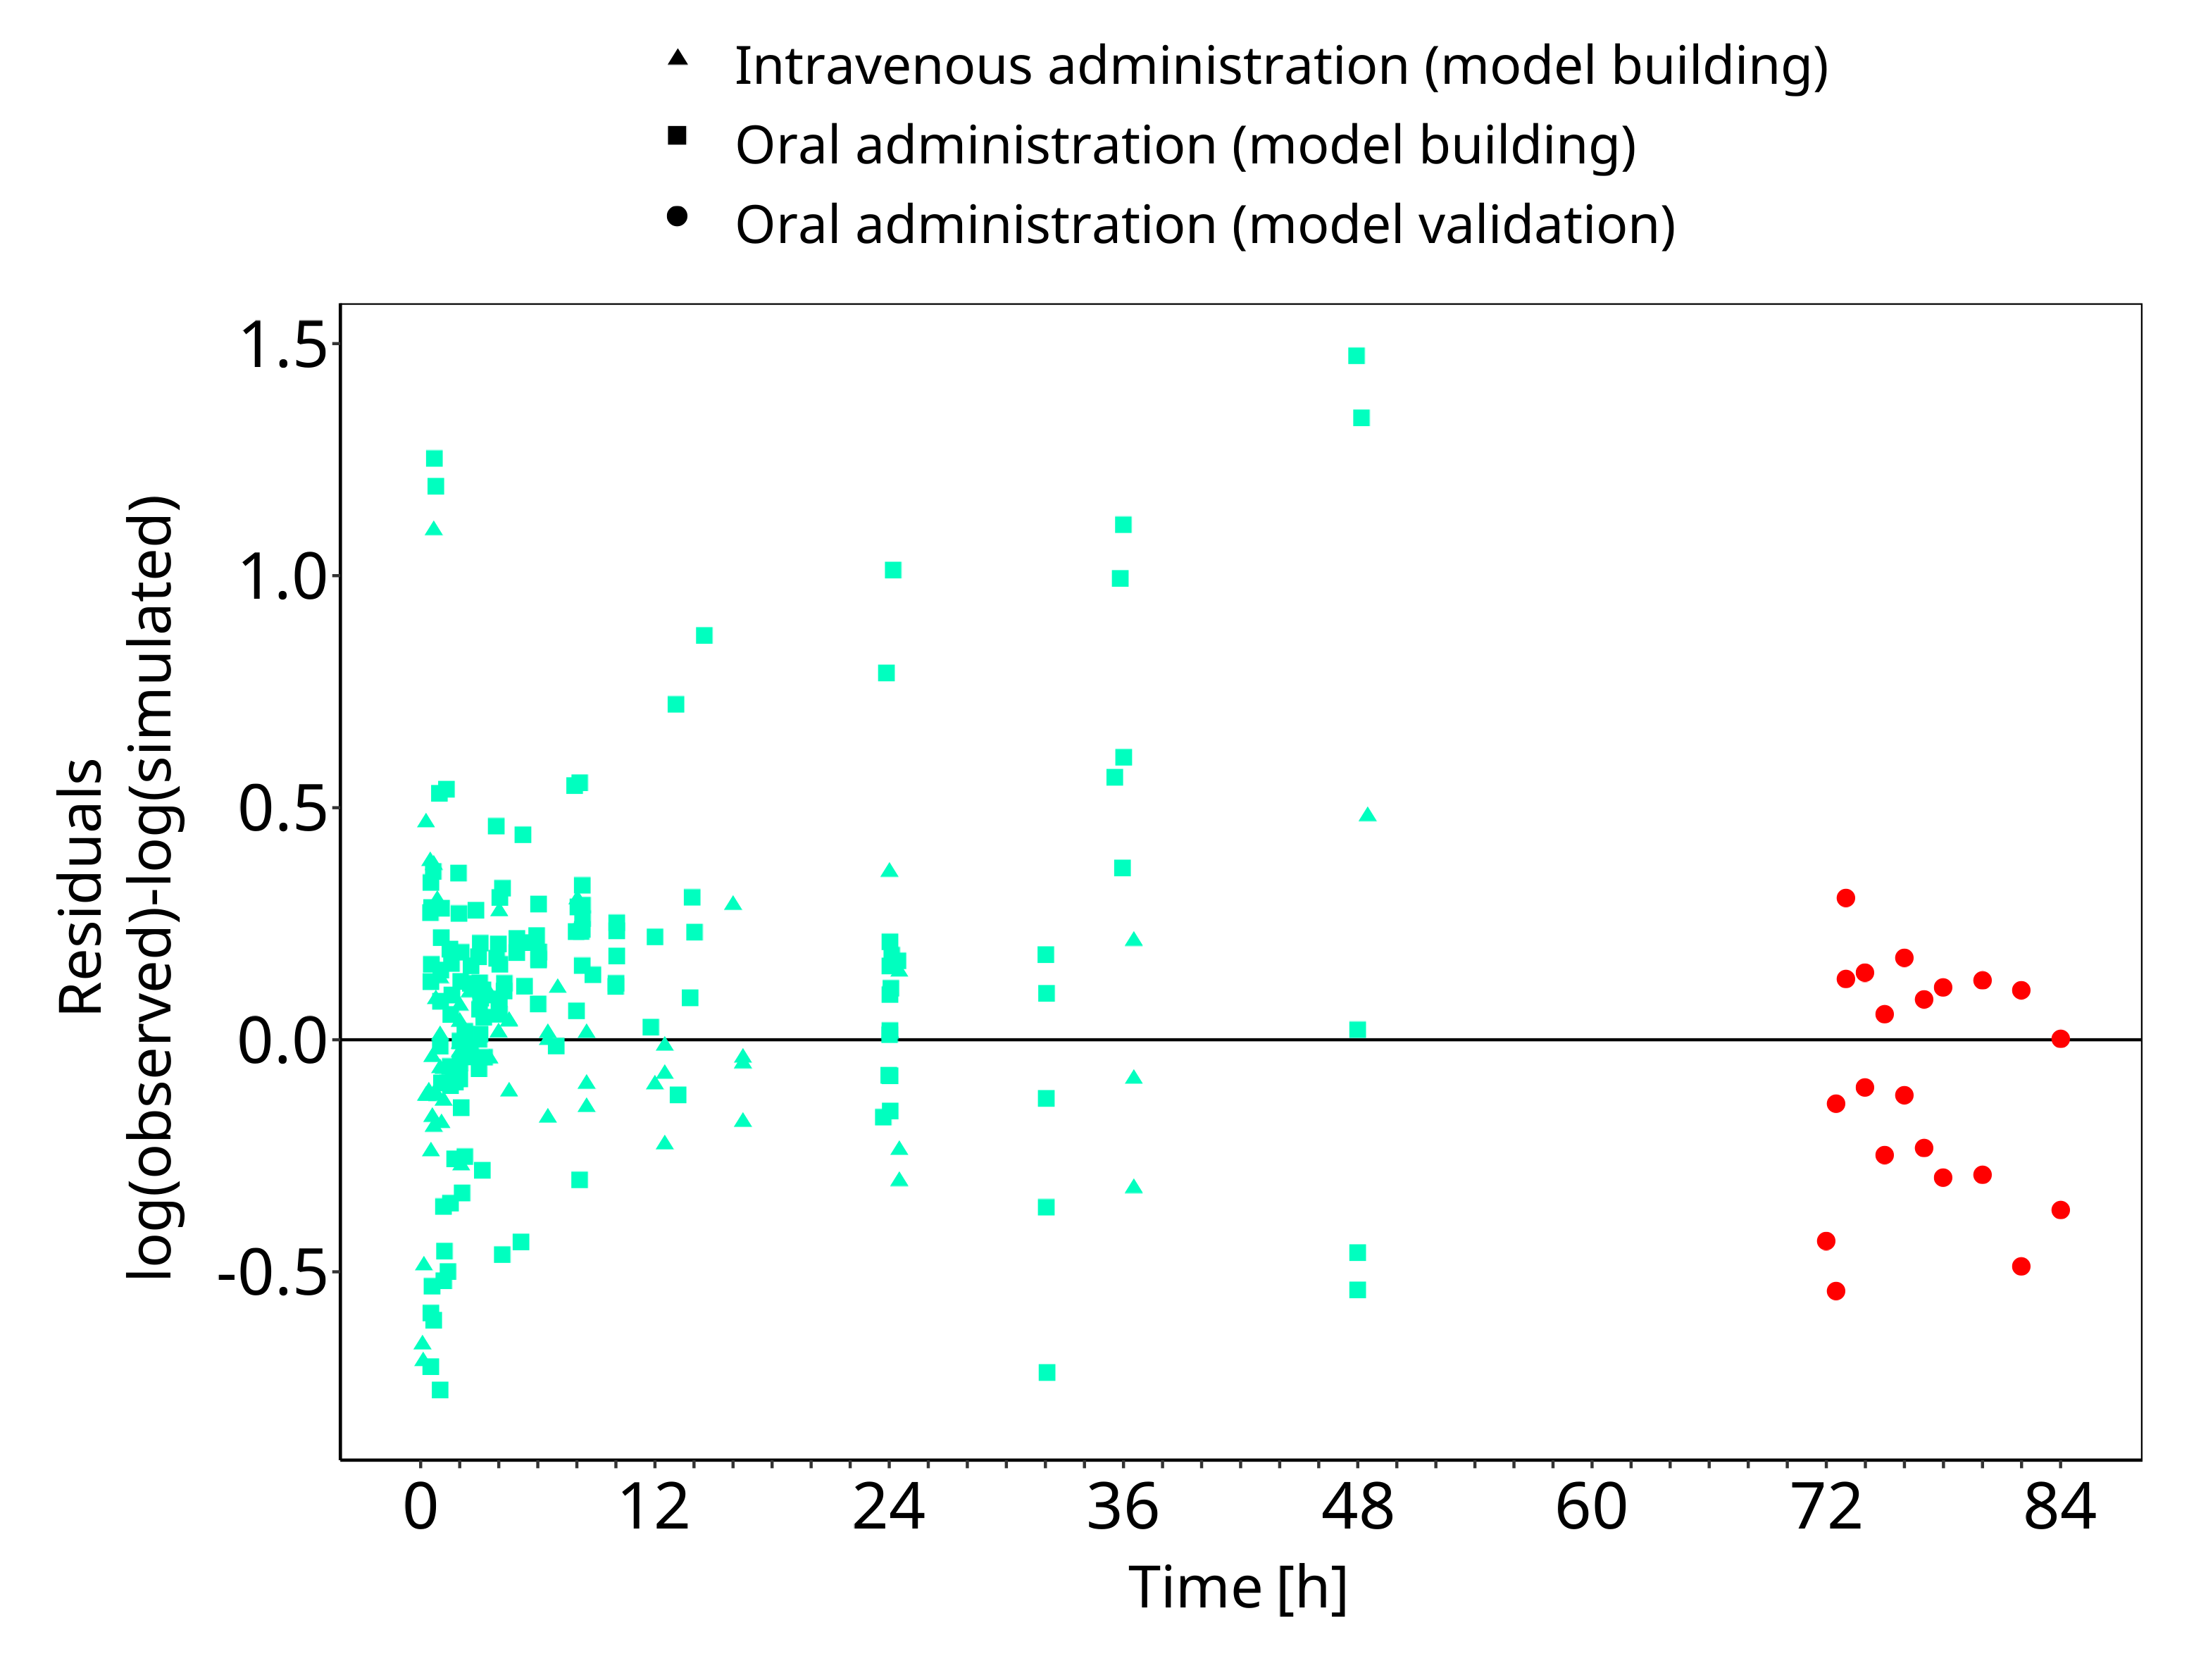 Intravenous administration (model building)
Oral administration (model building)
Oral administration (model validation)
Residuals
log(observed)-log(simulated)
1.5
1.0
0.5
0.0
-0.5
0 12 24 36 48 60 72 84
Time [h]